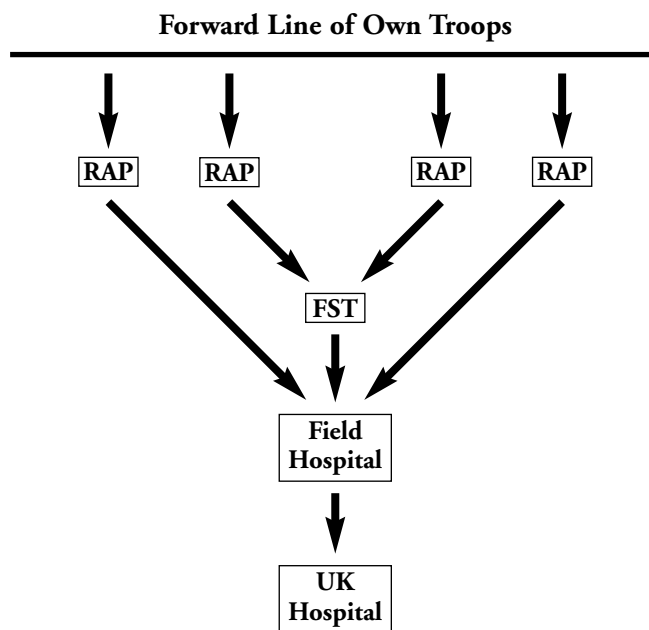 Forward Line of Own Troops
RAP
RAP
RAP
RAP
FST
Field
Hospital
UK
Hospital